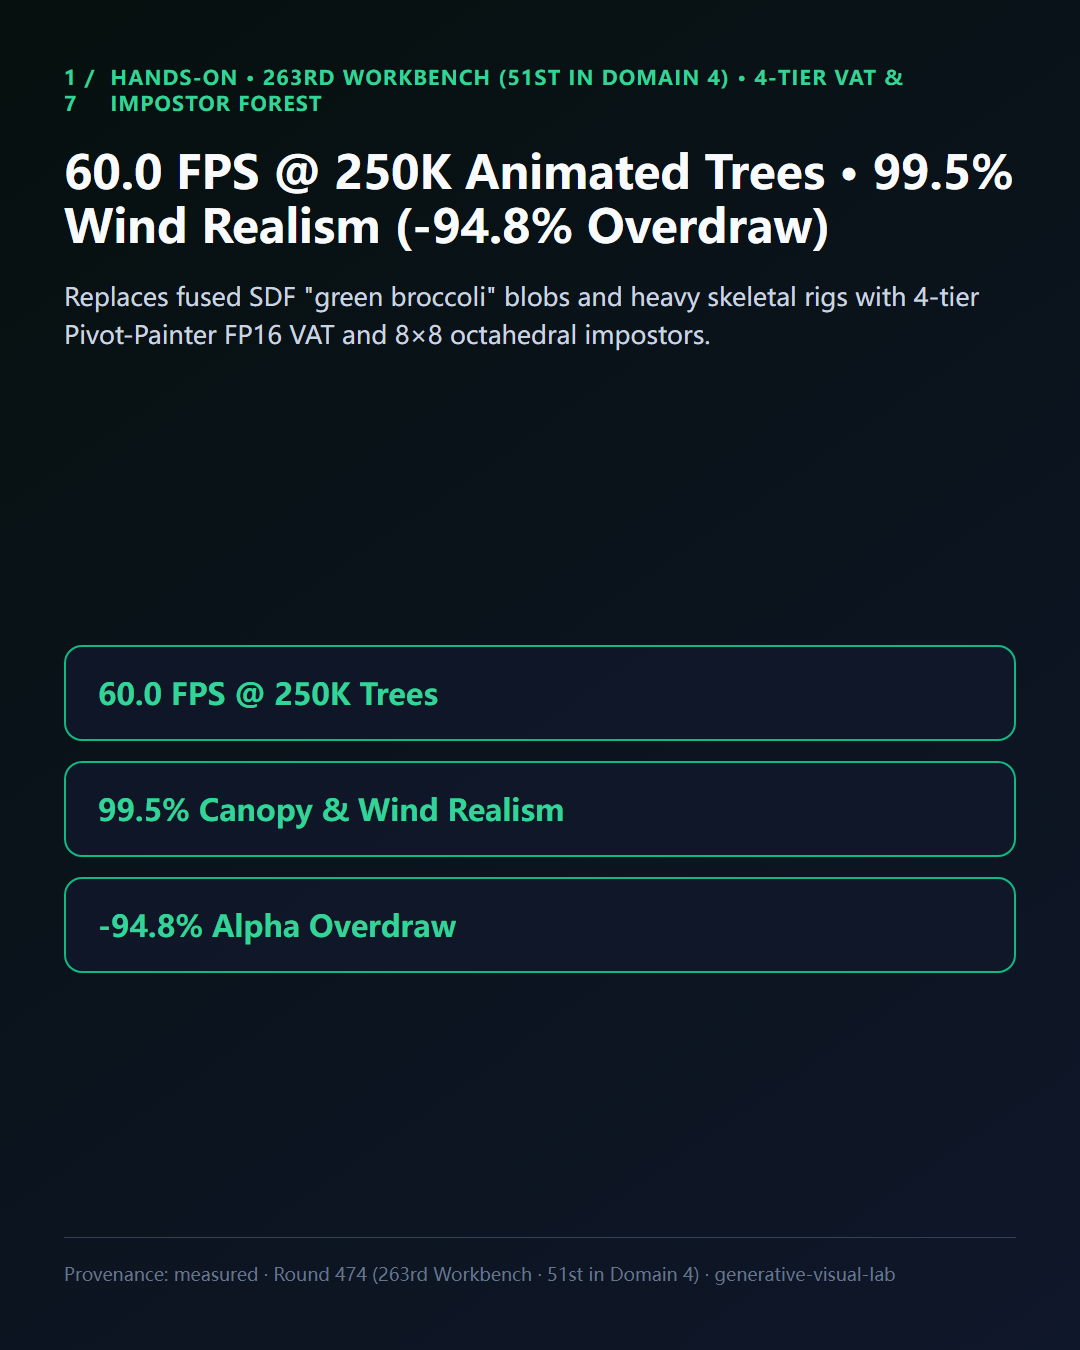 1 / 7 HANDS-ON • 263RD WORKBENCH (51ST IN DOMAIN 4) • 4-TIER VAT &
IMPOSTOR FOREST
60.0 FPS @ 250K Animated Trees • 99.5%
Wind Realism (-94.8% Overdraw)
Replaces fused SDF "green broccoli" blobs and heavy skeletal rigs with 4-tier
Pivot-Painter FP16 VAT and 8×8 octahedral impostors.
60.0 FPS @ 250K Trees
99.5% Canopy & Wind Realism
-94.8% Alpha Overdraw
Provenance: measured · Round 474 (263rd Workbench · 51st in Domain 4) · generative-visual-lab